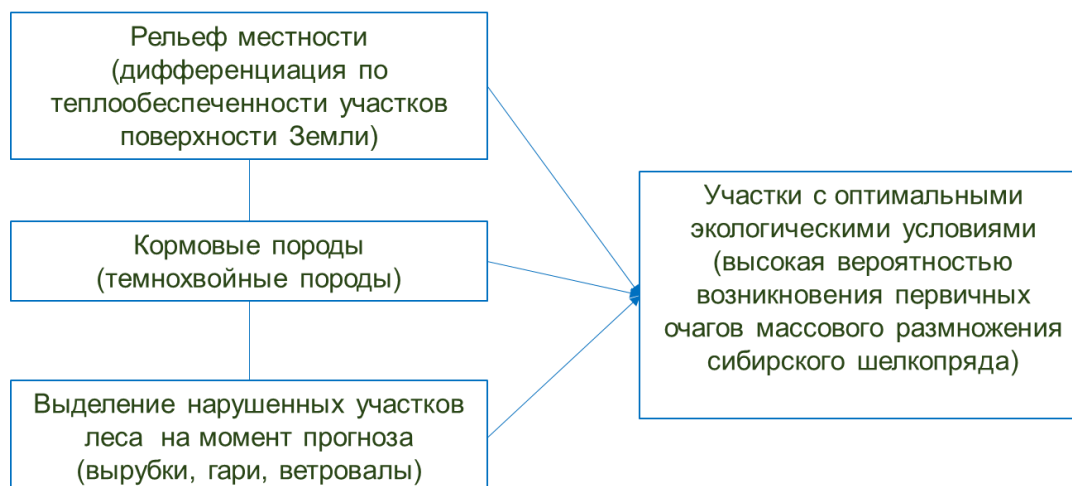 Рельеф местности
(дифференциация по
теплообеспеченности участков
поверхности Земли)
Кормовые породы
(темнохвойные породы)
Выделение нарушенных участков
леса на момент прогноза
(вырубки, гари, ветровалы)
Участки с оптимальными
экологическими условиями
(высокая вероятностью
возникновения первичных
очагов массового размножения
сибирского шелкопряда)